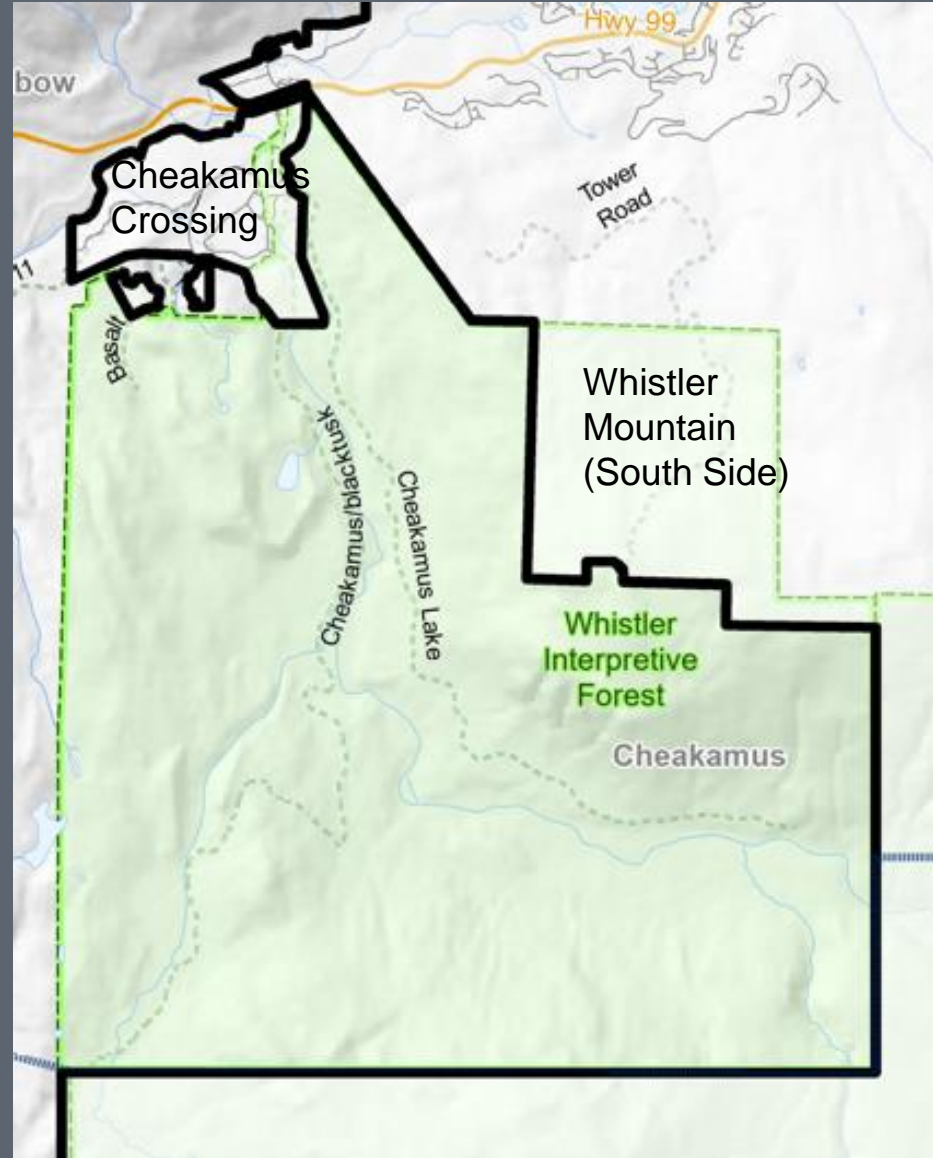 Hwy 99
bow
Cheakamus
Crossing
Tower
Road
11
Basalt
Whistler
Mountain
(South Side)
Cheakamus/blacktusk
Cheakamus Lake
Whistler
Interpretive
Forest
Cheakamus